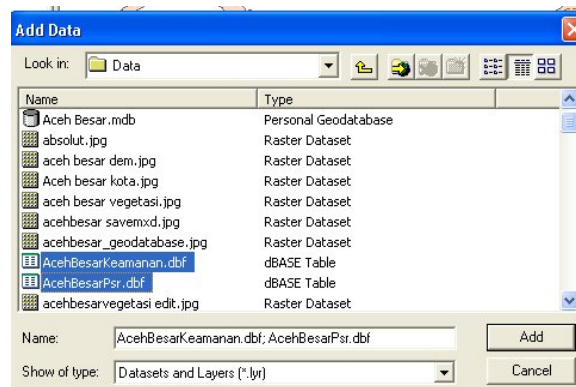 Add Data
Look in: Data
Name Type
Aceh Besar.mdb Personal Geodatabase
absolut.jpg Raster Dataset
aceh besar dem.jpg Raster Dataset
Aceh besar kota.jpg Raster Dataset
aceh besar vegetasi.jpg Raster Dataset
acehbesar savemxd.jpg Raster Dataset
acehbesar_geodatabase.jpg Raster Dataset
AcehBesarKeamanan.dbf dBASE Table
AcehBesarPsr.dbf dBASE Table
acehbesarvegetasi edit.jpg Raster Dataset
Name: AcehBesarKeamanan.dbf; AcehBesarPsr.dbf Add
Show of type: Datasets and Layers (*.lyr) Cancel